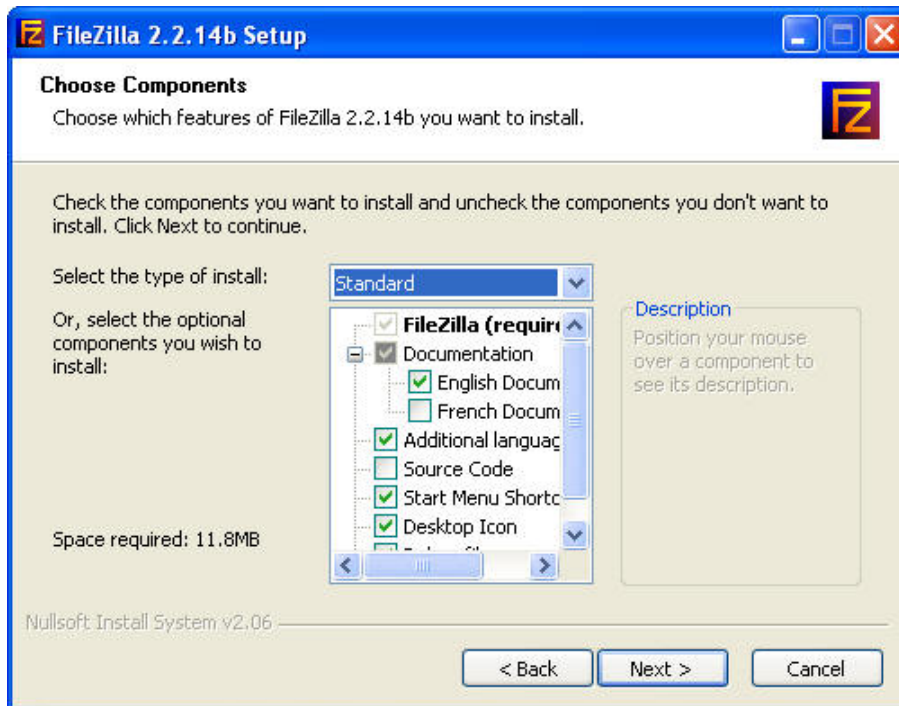 FileZilla 2.2.14b Setup
Choose Components
Choose which features of FileZilla 2.2.14b you want to install.
Check the components you want to install and uncheck the components you don't want to
install. Click Next to continue.
Select the type of install:
Standard
Or, select the optional
components you wish to
install:
FileZilla (require
Documentation
English Docum
French Docum
Additional languag
Source Code
Start Menu Shortc
Desktop Icon
Description
Position your mouse
over a component to
see its description.
Space required: 11.8MB
Nullsoft Install System v2.06
< Back
Next >
Cancel